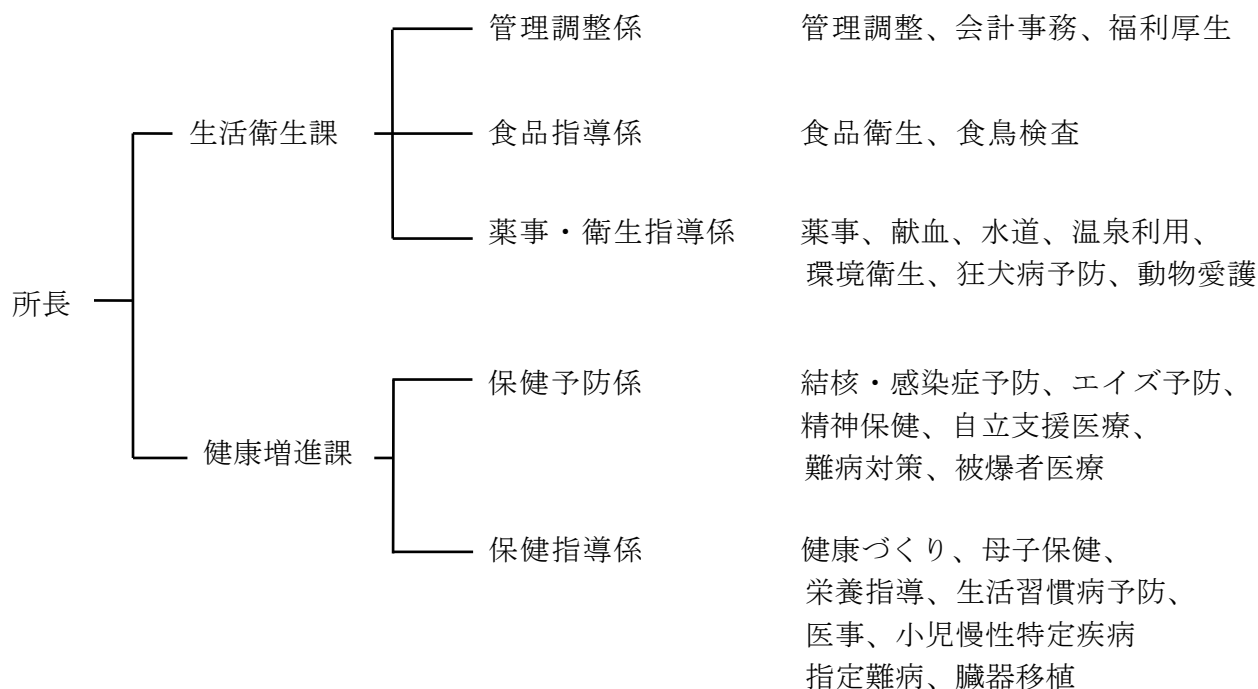 管理調整係 管理調整、会計事務、福利厚生
生活衛生課 食品指導係 食品衛生、食鳥検査
薬事・衛生指導係 薬事、献血、水道、温泉利用、
環境衛生、狂犬病予防、動物愛護
所長
保健予防係 結核・感染症予防、エイズ予防、
精神保健、自立支援医療、
健康増進課 難病対策、被爆者医療
保健指導係 健康づくり、母子保健、
栄養指導、生活習慣病予防、
医事、小児慢性特定疾病
指定難病、臓器移植